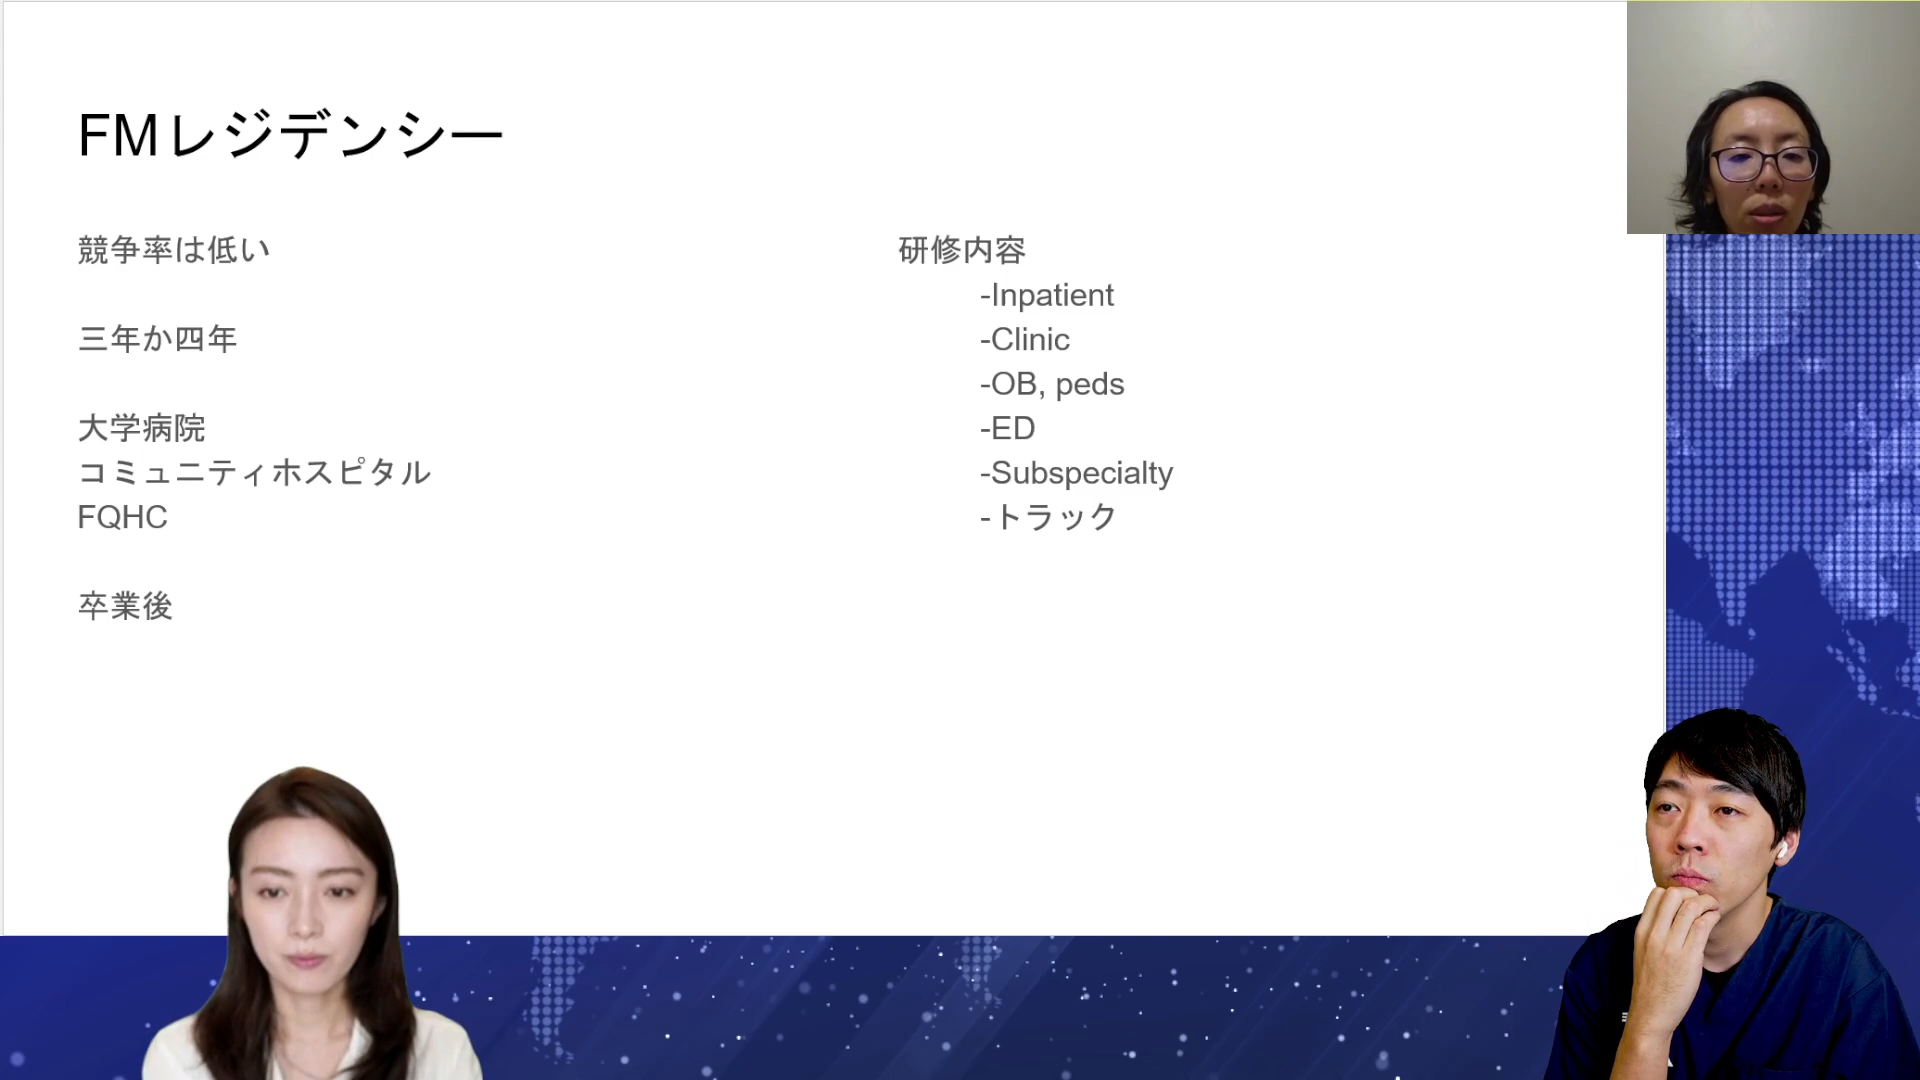 FMレジデンシー
競争率は低い
三年か四年
大学病院
コミュニティホスピタル
FQHC
卒業後
研修内容
-Inpatient
-Clinic
-OB, peds
-ED
-Subspecialty
-トラック